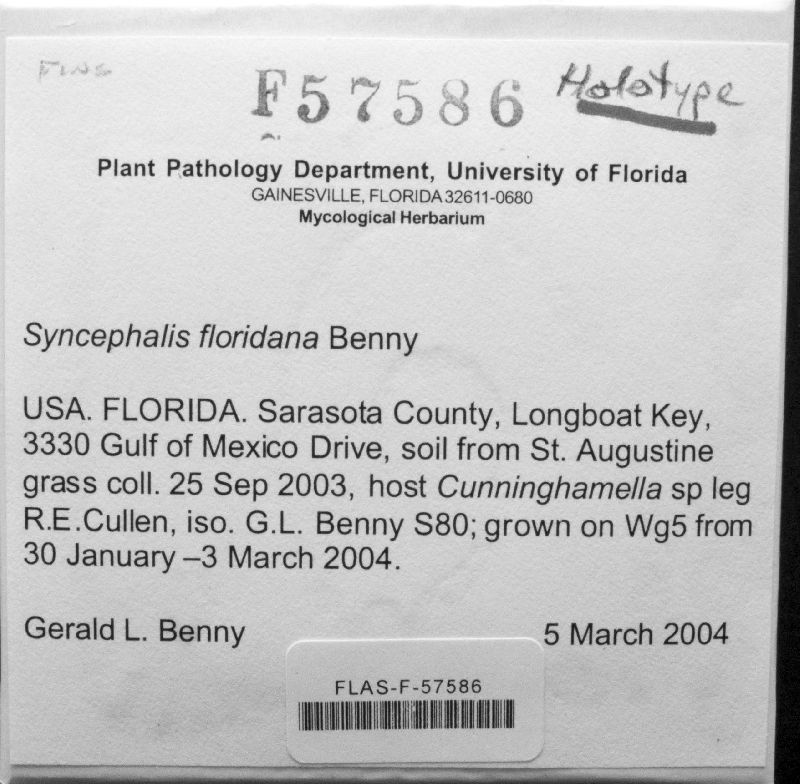 F57586 Holotype
Plant Pathology Department, University of Florida
GAINESVILLE, FLORIDA 32611-0680
Mycological Herbarium
Syncephalis floridana Benny
USA. FLORIDA. Sarasota County, Longboat Key,
3330 Gulf of Mexico Drive, soil from St. Augustine
grass coll. 25 Sep 2003, host Cunninghamella sp leg
R.E.Cullen, iso. G.L. Benny S80; grown on Wg5 from
30 January –3 March 2004.
Gerald L. Benny 5 March 2004
FLAS-F-57586